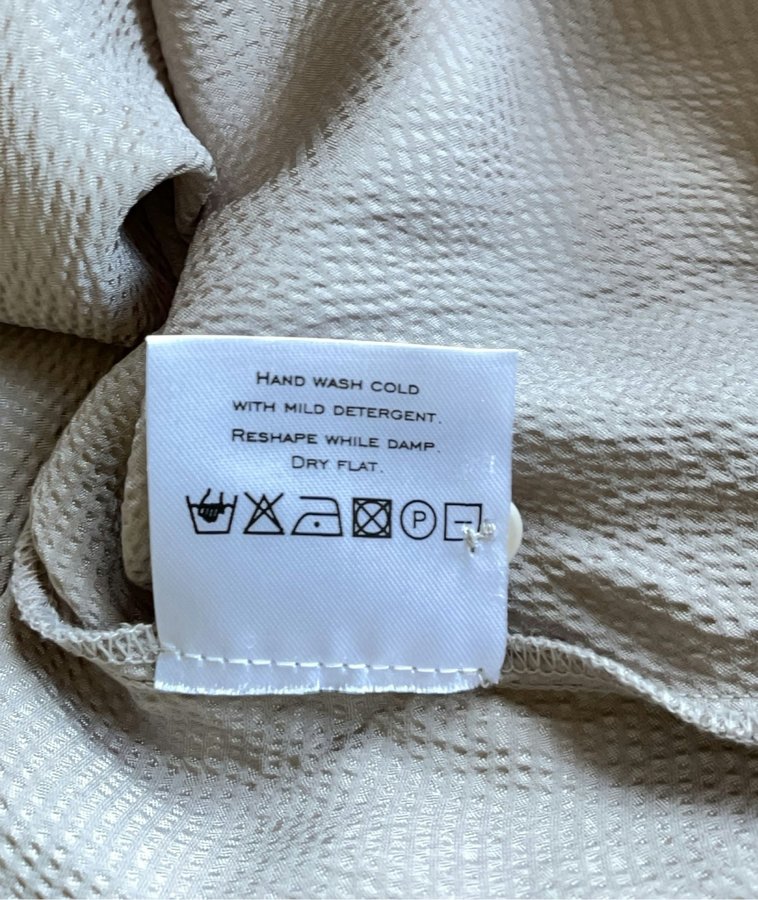 HAND WASH COLD
WITH MILD DETERGENT.
RESHAPE WHILE DAMP.
DRY FLAT.
P